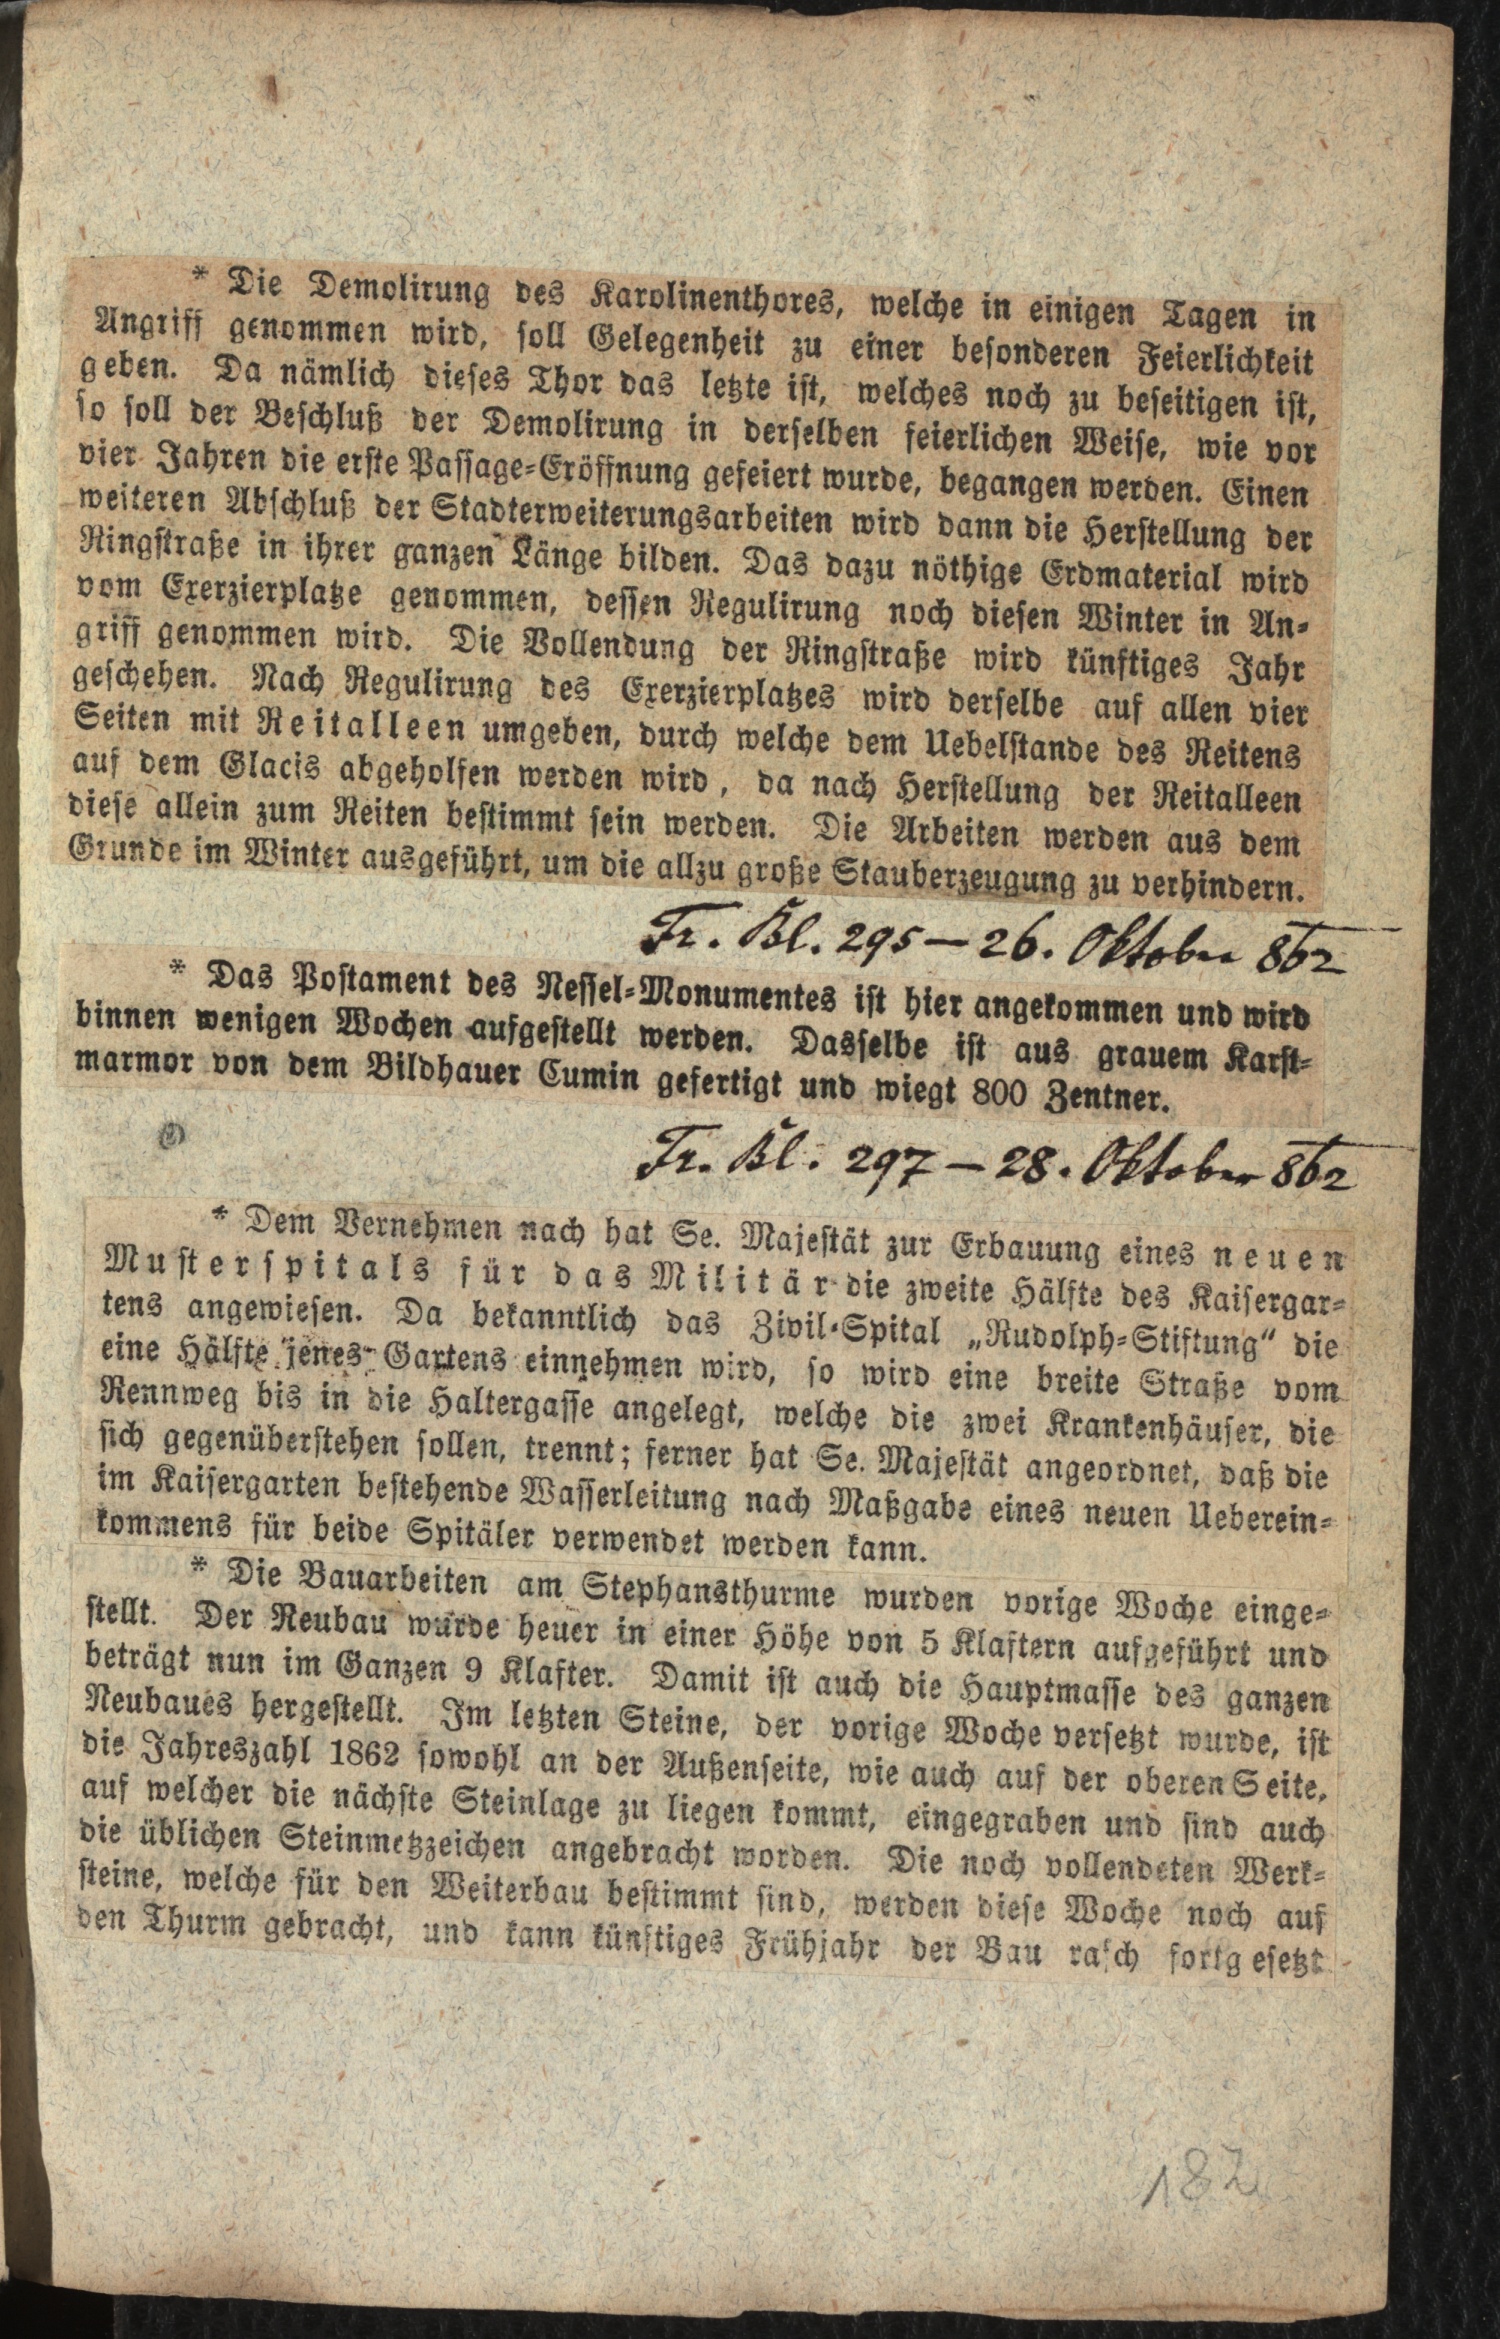 * Die Demolirung des Karolinenthores, welche in einigen Tagen in
Angriff genommen wird, soll Gelegenheit zu einer besonderen Feierlichkeit
geben. Da nämlich dieses Thor das letzte ist, welches noch zu beseitigen ist,
so soll der Beschluß der Demolirung in derselben feierlichen Weise, wie vor
vier Jahren die erste Passage-Eröffnung gefeiert wurde, begangen werden. Einen
weiteren Abschluß der Stadterweiterungsarbeiten wird dann die Herstellung der
Ringstraße in ihrer ganzen Länge bilden. Das dazu nöthige Erdmaterial wird
vom Exerzierplatze genommen, dessen Regulirung noch diesen Winter in An-
griff genommen wird. Die Vollendung der Ringstraße wird künftiges Jahr
geschehen. Nach Regulirung des Exerzierplatzes wird derselbe auf allen vier
Seiten mit Reitalleen umgeben, durch welche dem Uebelstande des Reitens
auf dem Glacis abgeholfen werden wird, da nach Herstellung der Reitalleen
diese allein zum Reiten bestimmt sein werden. Die Arbeiten werden aus dem
Grunde im Winter ausgeführt, um die allzu große Stauberzeugung zu verhindern.
Fr. Bl. 295 – 26. Oktober 862
* Das Postament des Ressel-Monumentes ist hier angekommen und wird
binnen wenigen Wochen aufgestellt werden. Dasselbe ist aus grauem Karst-
marmor von dem Bildhauer Cumin gefertigt und wiegt 800 Zentner.
Fr. Bl. 297 – 28. Oktober 862
* Dem Vernehmen nach hat Se. Majestät zur Erbauung eines neuen
Musterspitals für das Militär die zweite Hälfte des Kaisergar-
tens angewiesen. Da bekanntlich das Zivil-Spital „Rudolph-Stiftung“ die
eine Hälfte jenes Gartens einnehmen wird, so wird eine breite Straße vom
Rennweg bis in die Haltergasse angelegt, welche die zwei Krankenhäuser, die
sich gegenüberstehen sollen, trennt; ferner hat Se. Majestät angeordnet, daß die
im Kaisergarten bestehende Wasserleitung nach Maßgabe eines neuen Ueberein-
kommens für beide Spitäler verwendet werden kann.
* Die Bauarbeiten am Stephansthurme wurden vorige Woche einge-
stellt. Der Neubau wurde heuer in einer Höhe von 5 Klaftern aufgeführt und
beträgt nun im Ganzen 9 Klafter. Damit ist auch die Hauptmasse des ganzen
Neubaues hergestellt. Im letzten Steine, der vorige Woche versetzt wurde, ist
die Jahreszahl 1862 sowohl an der Außenseite, wie auch auf der oberen Seite,
auf welcher die nächste Steinlage zu liegen kommt, eingegraben und sind auch
die üblichen Steinmetzzeichen angebracht worden. Die noch vollendeten Werk-
steine, welche für den Weiterbau bestimmt sind, werden diese Woche noch auf
den Thurm gebracht, und kann künftiges Frühjahr der Bau rasch fortgesetzt
182